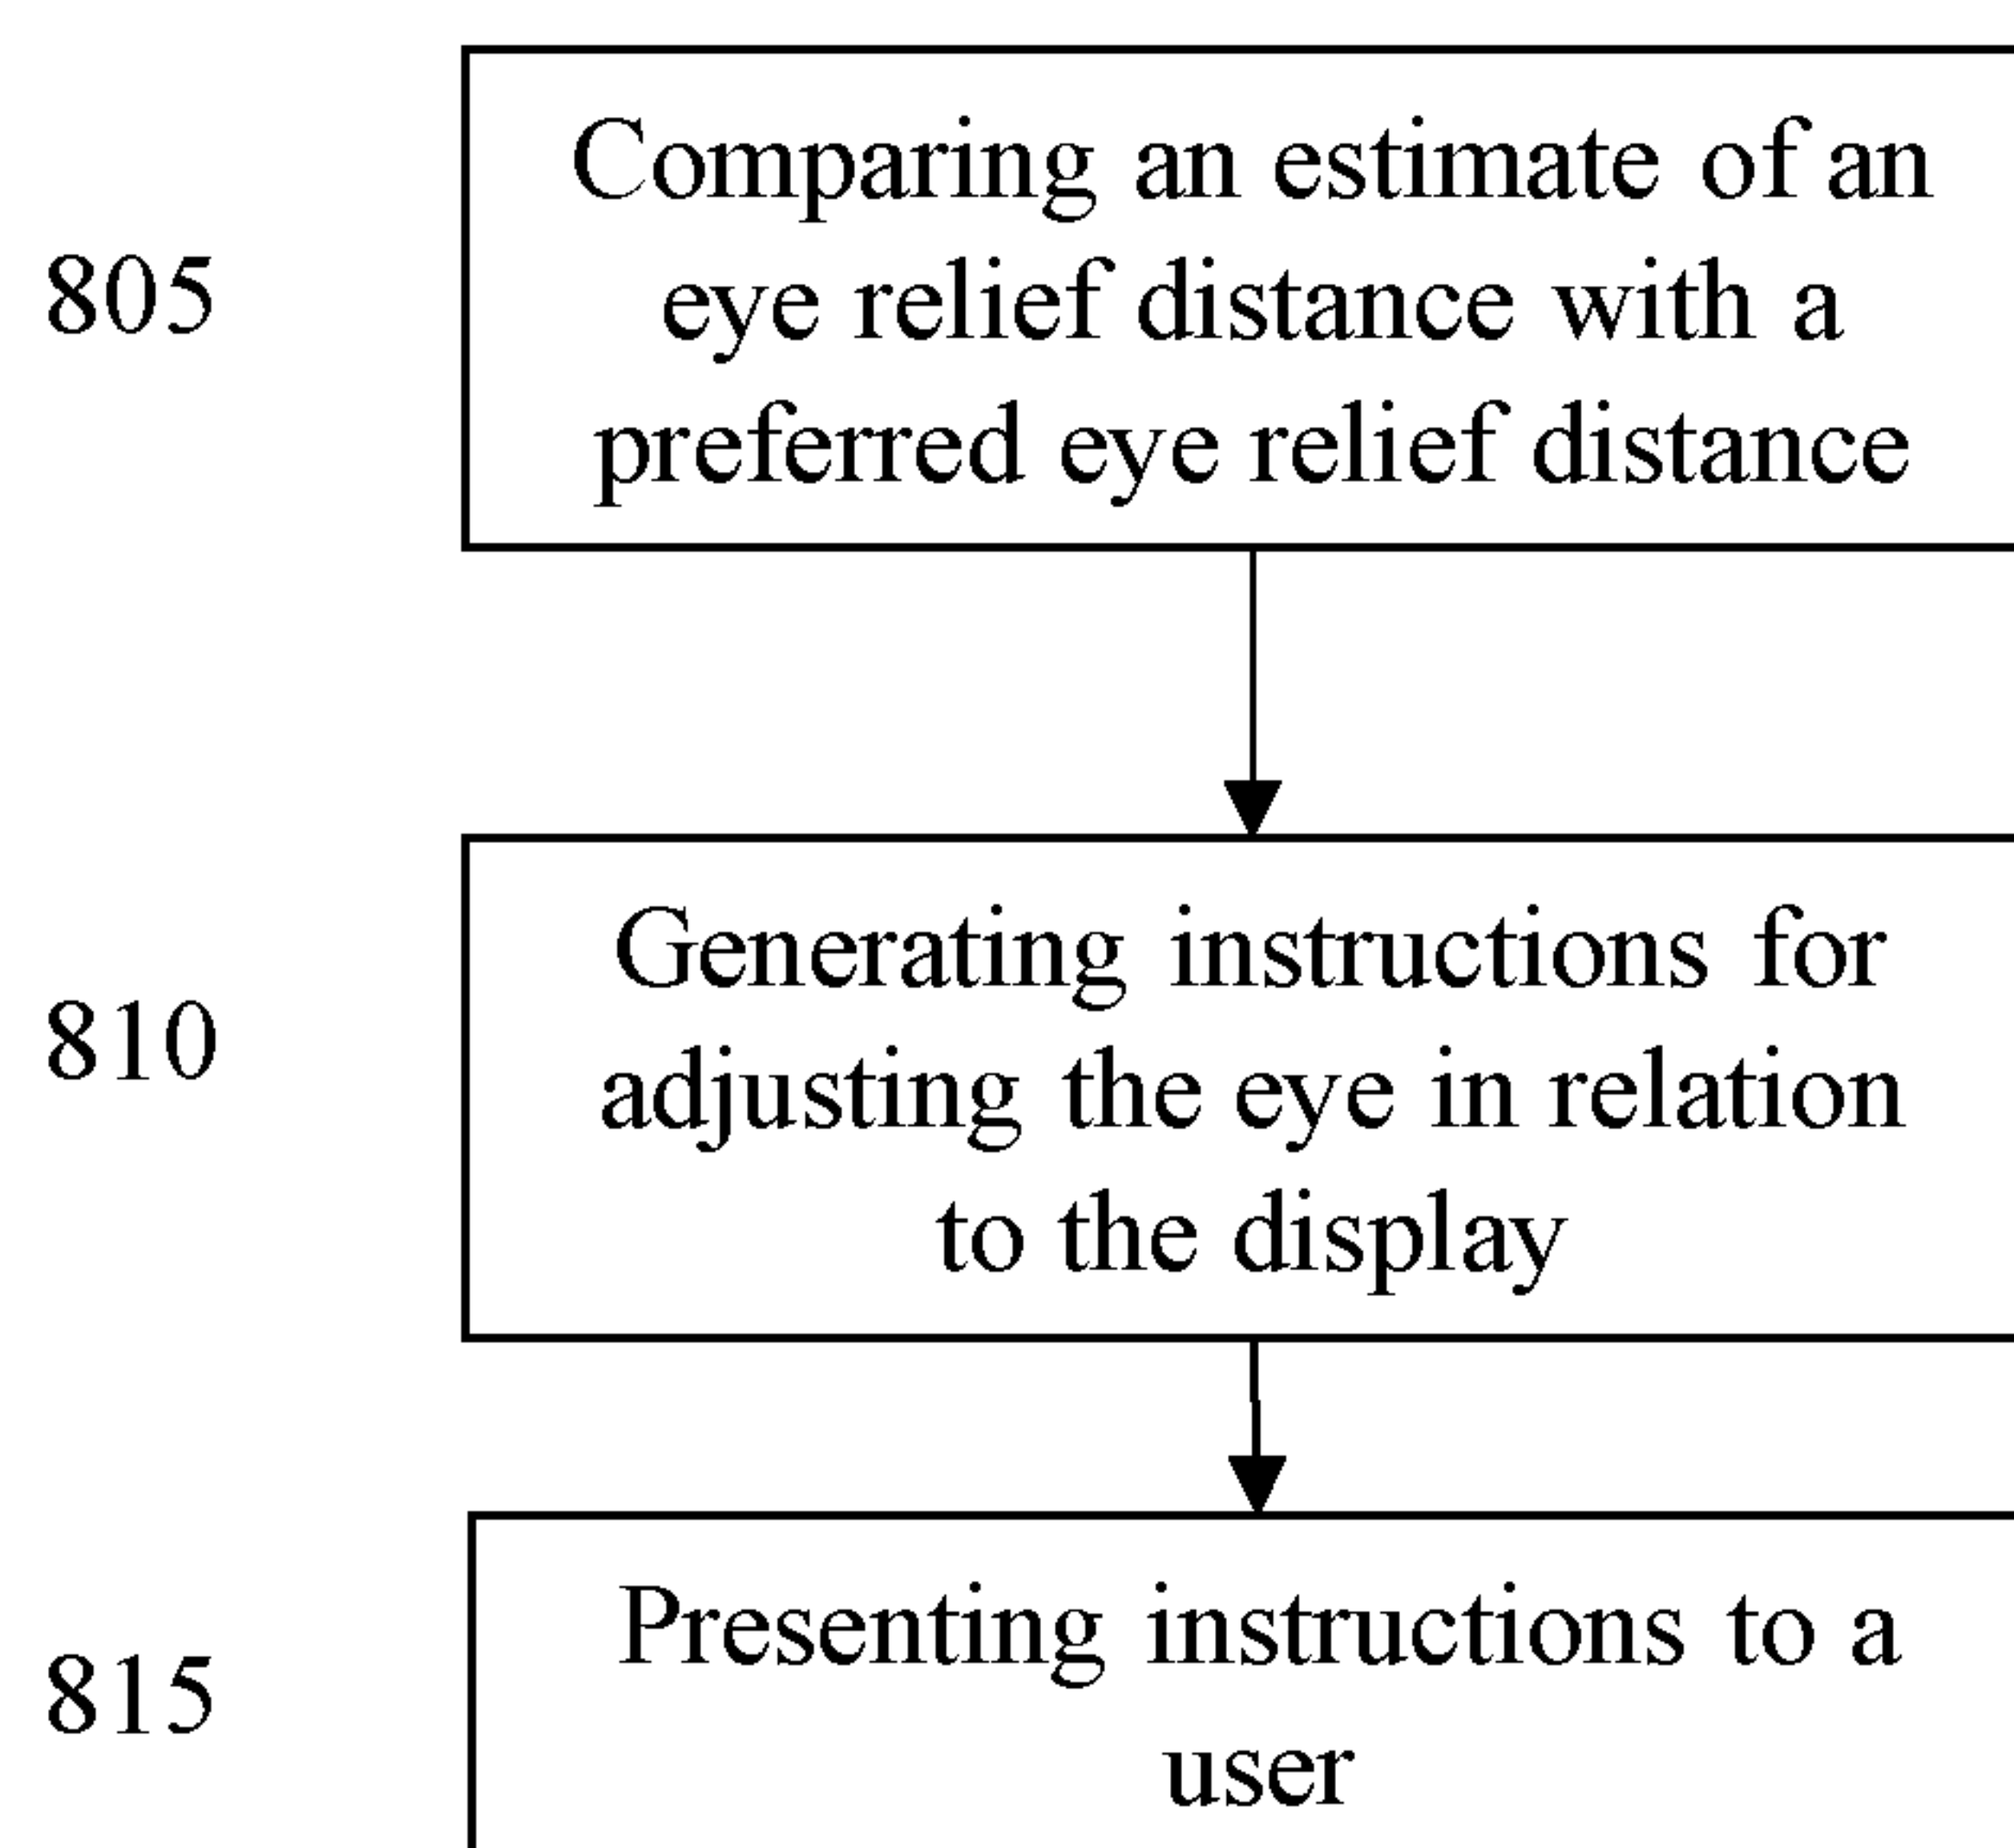 805
Comparing an estimate of an
eye relief distance with a
preferred eye relief distance
810
Generating instructions for
adjusting the eye in relation
to the display
815
Presenting instructions to a
user